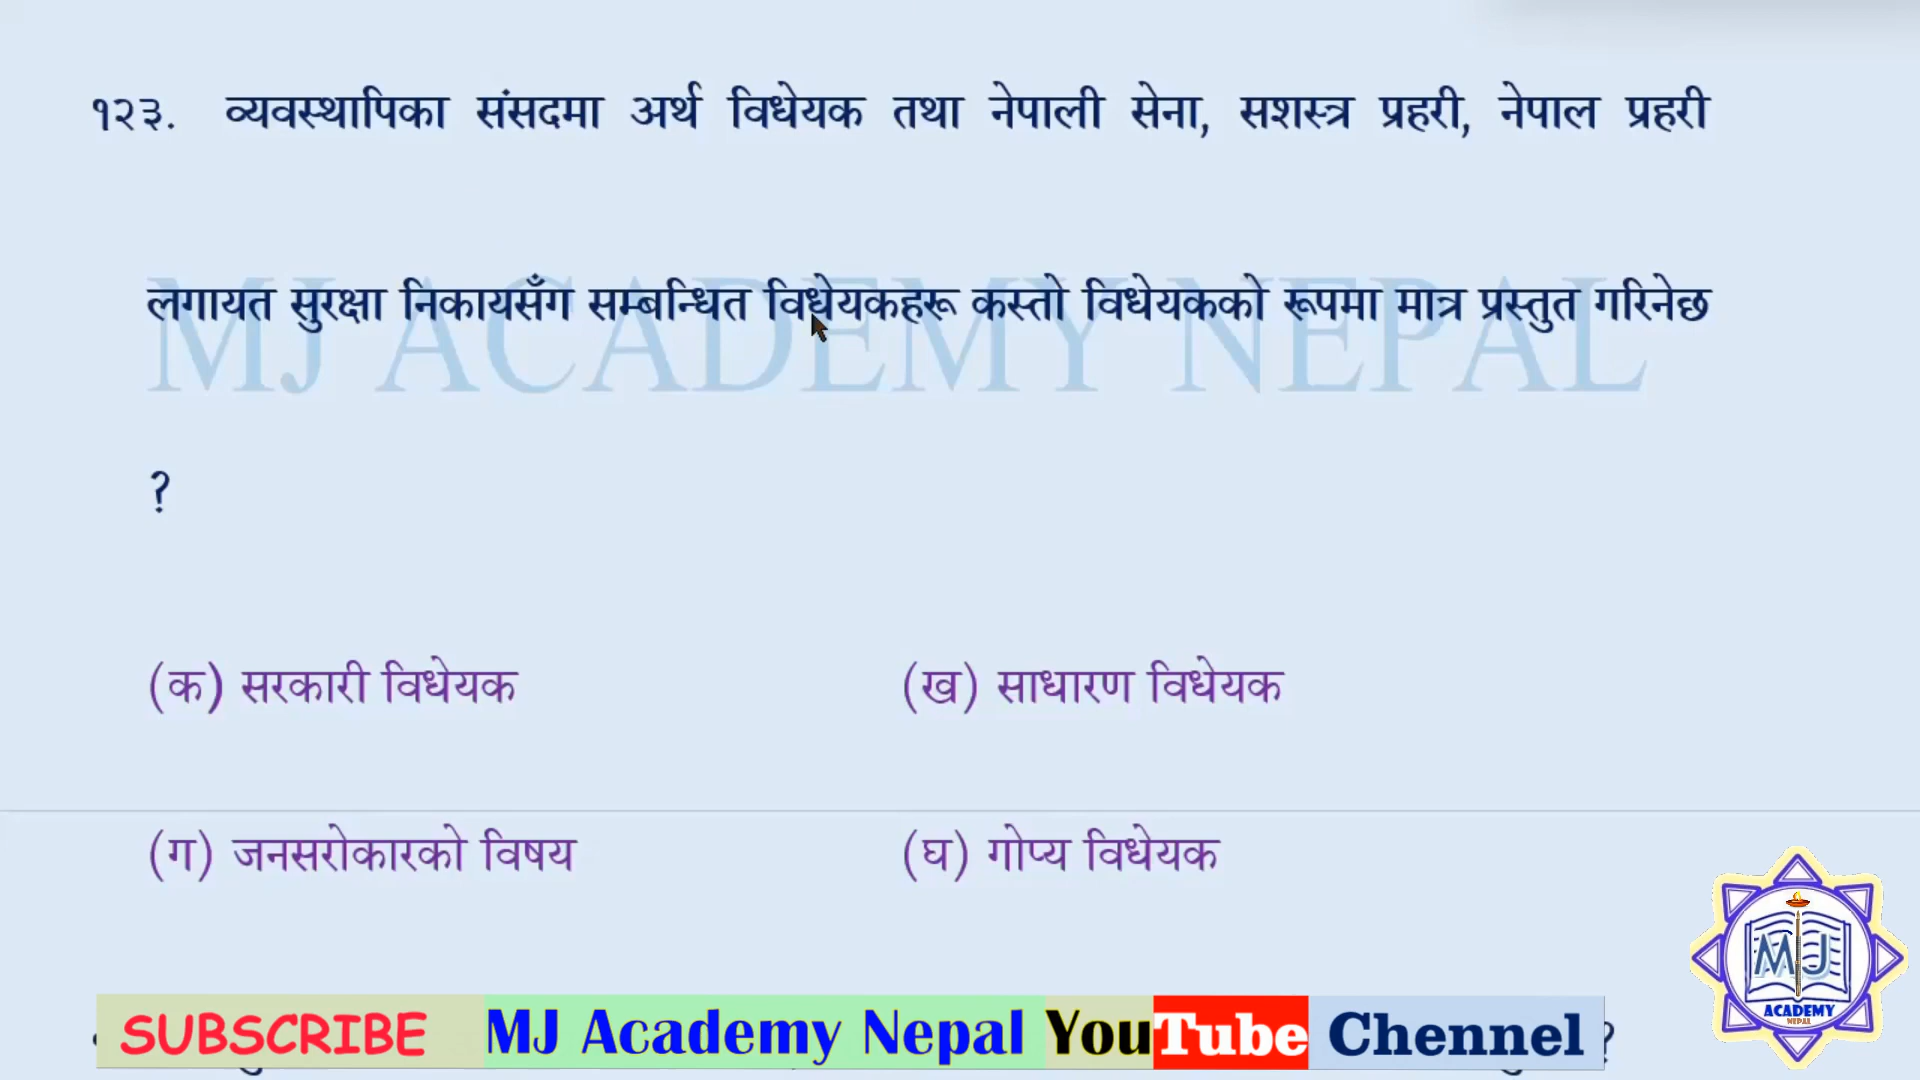 १२३. व्यवस्थापिका संसदमा अर्थ विधेयक तथा नेपाली सेना, सशस्त्र प्रहरी, नेपाल प्रहरी
लगायत सुरक्षा निकायसँग सम्बन्धित विधेयकहरू कस्तो विधेयकको रूपमा मात्र प्रस्तुत गरिनेछ
MJ ACADEMY NEPAL
?
(क) सरकारी विधेयक (ख) साधारण विधेयक
(ग) जनसरोकारको विषय (घ) गोप्य विधेयक
MJ
ACADEMY
NEPAL
SUBSCRIBE MJ Academy Nepal YouTube Chennel ?